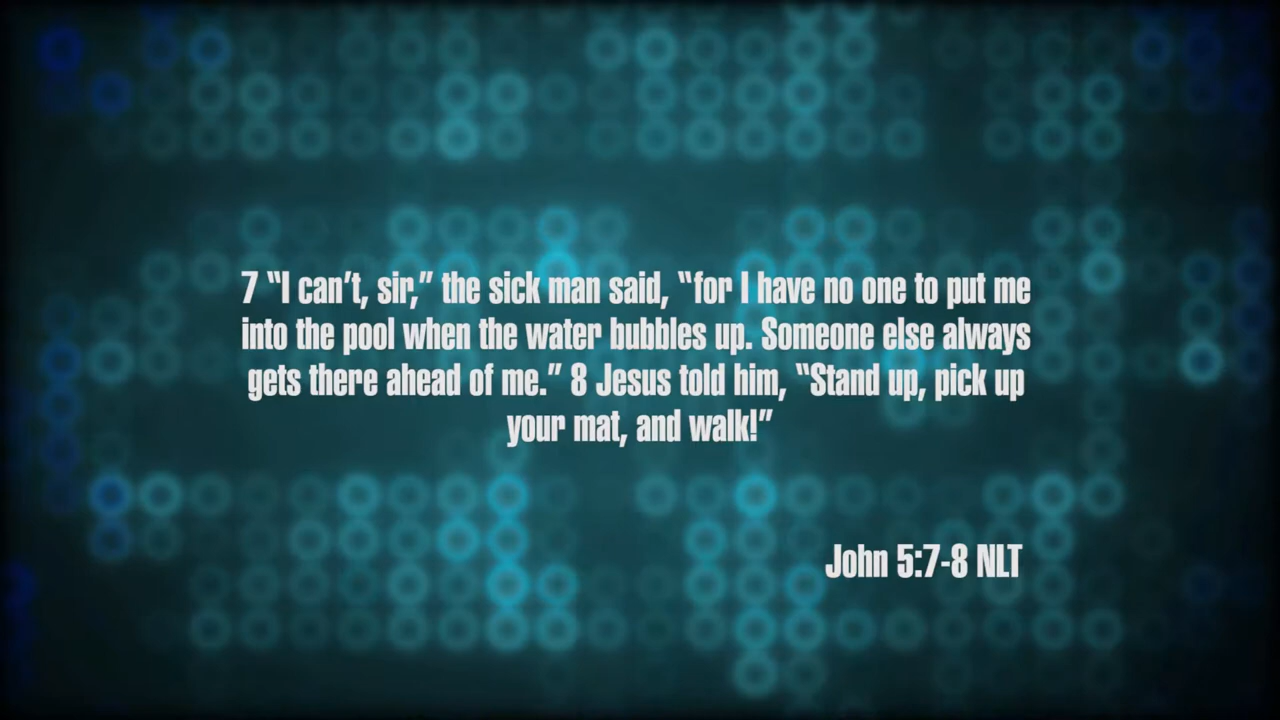 7 “I can’t, sir,” the sick man said, “for I have no one to put me
into the pool when the water bubbles up. Someone else always
gets there ahead of me.” 8 Jesus told him, “Stand up, pick up
your mat, and walk!”
John 5:7-8 NLT